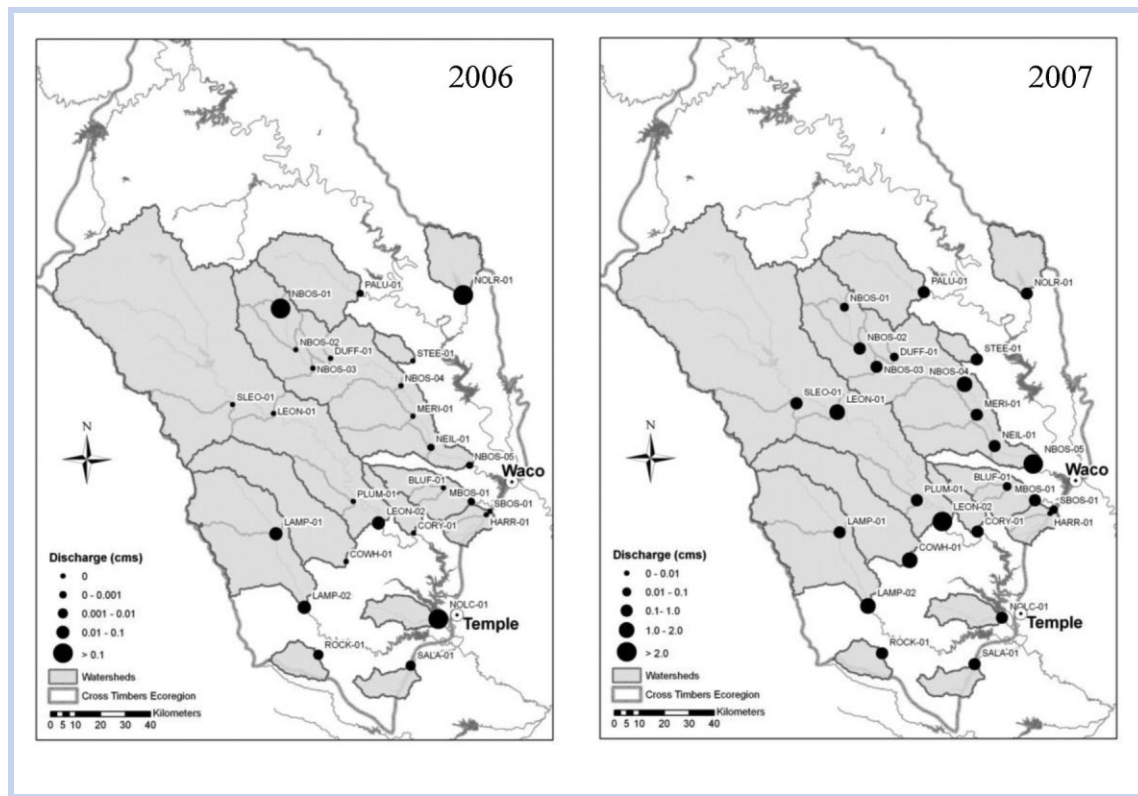 2006
NOLR-01
PALU-01
NBOS-01
NBOS-02
DUFF-01
STEE-01
NBOS-03
NBOS-04
SLEO-01
LEON-01
MERI-01
NEIL-01
N
NBOS-05
Waco
BLUF-01
MBOS-01
SBOS-01
PLUM-01
LEON-02
HARR-01
LAMP-01
CORY-01
COWH-01
Discharge (cms)
0
0 - 0.001
0.001 - 0.01
0.01 - 0.1
> 0.1
LAMP-02
NOLC-01
Temple
ROCK-01
SALA-01
Watersheds
Cross Timbers Ecoregion
Kilometers
0 5 10 20 30 40
2007
NOLR-01
PALU-01
NBOS-01
NBOS-02
DUFF-01
STEE-01
NBOS-03
NBOS-04
SLEO-01
LEON-01
MERI-01
NEIL-01
N
NBOS-05
Waco
BLUF-01
MBOS-01
SBOS-01
PLUM-01
LEON-02
HARR-01
LAMP-01
CORY-01
COWH-01
Discharge (cms)
0 - 0.01
0.01 - 0.1
0.1- 1.0
1.0 - 2.0
> 2.0
LAMP-02
NOLC-01
Temple
ROCK-01
SALA-01
Watersheds
Cross Timbers Ecoregion
Kilometers
0 5 10 20 30 40